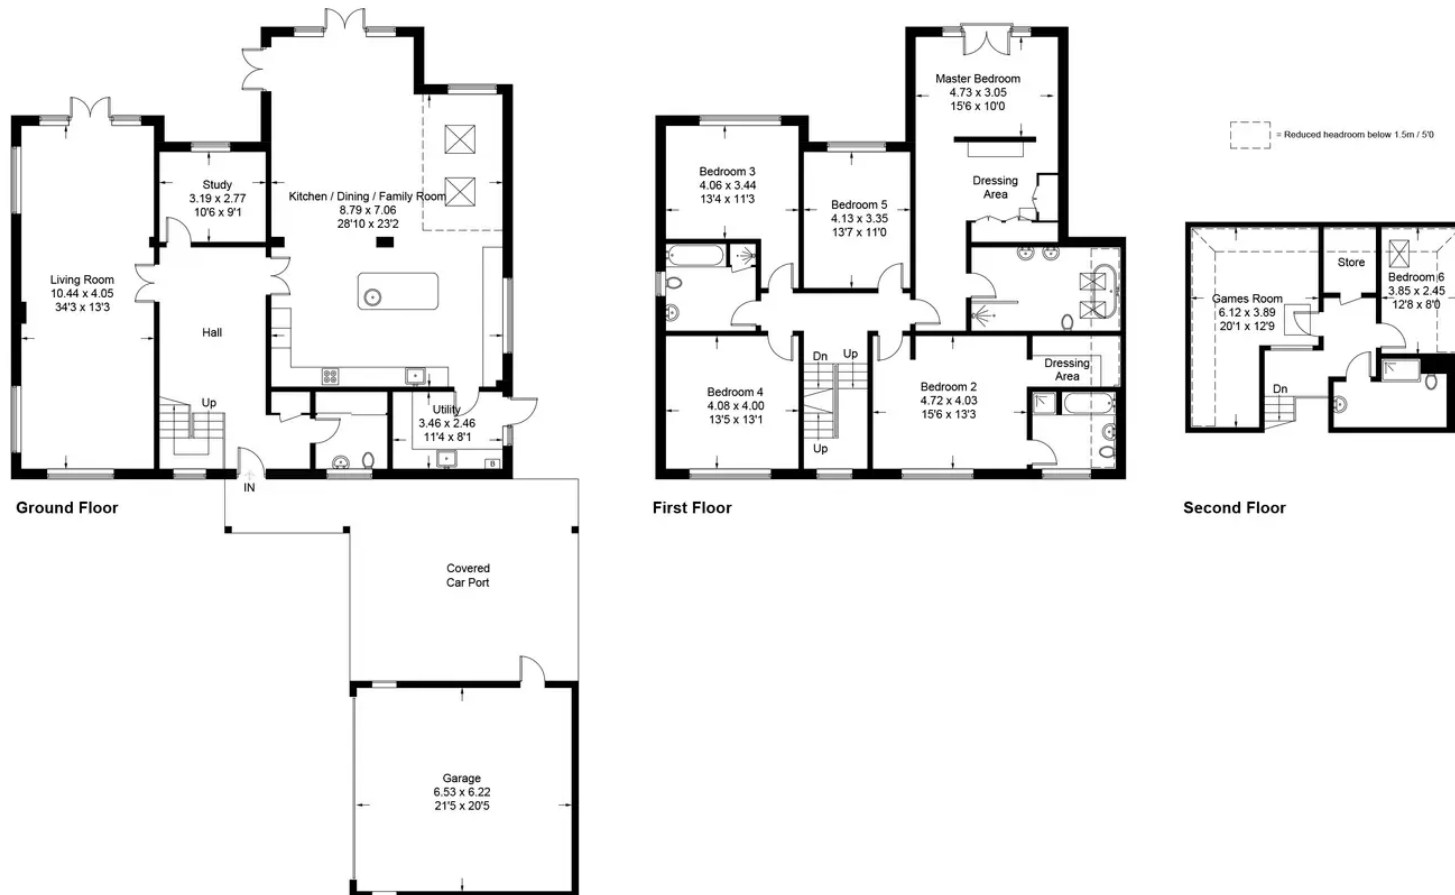 Living Room
10.44 x 4.05
34'3 x 13'3
Study
3.19 x 2.77
10'6 x 9'1
Kitchen / Dining / Family Room
8.79 x 7.06
28'10 x 23'2
Hall
Up
Utility
3.46 x 2.46
11'4 x 8'1
B
IN
Ground Floor
Covered
Car Port
Garage
6.53 x 6.22
21'5 x 20'5
Master Bedroom
4.73 x 3.05
15'6 x 10'0
Bedroom 3
4.06 x 3.44
13'4 x 11'3
Bedroom 5
4.13 x 3.35
13'7 x 11'0
Dressing
Area
Dn
Up
Bedroom 4
4.08 x 4.00
13'5 x 13'1
Up
Bedroom 2
4.72 x 4.03
15'6 x 13'3
Dressing
Area
First Floor
= Reduced headroom below 1.5m / 5'0
Store
Games Room
6.12 x 3.89
20'1 x 12'9
Bedroom 6
3.85 x 2.45
12'8 x 8'0
Dn
Second Floor